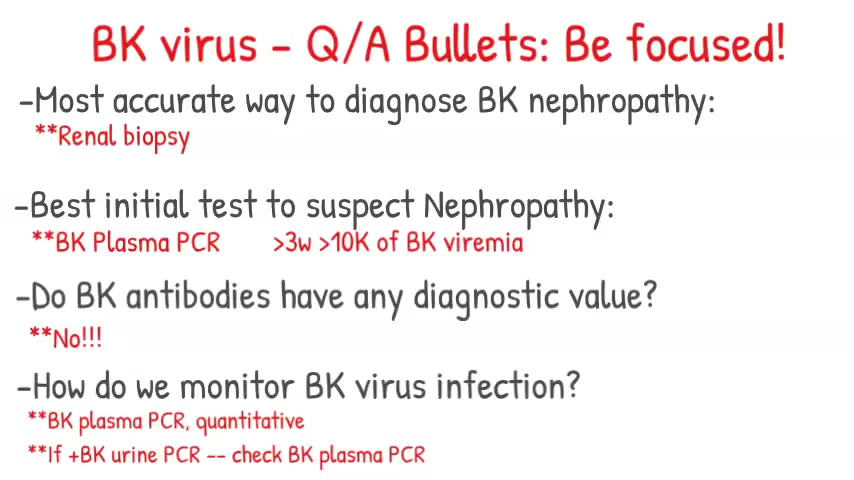 BK virus - Q/A Bullets: Be focused!
-Most accurate way to diagnose BK nephropathy:
**Renal biopsy
-Best initial test to suspect Nephropathy:
**BK Plasma PCR >3w >10K of BK viremia
-Do BK antibodies have any diagnostic value?
**No!!!
-How do we monitor BK virus infection?
**BK plasma PCR, quantitative
**If +BK urine PCR -- check BK plasma PCR